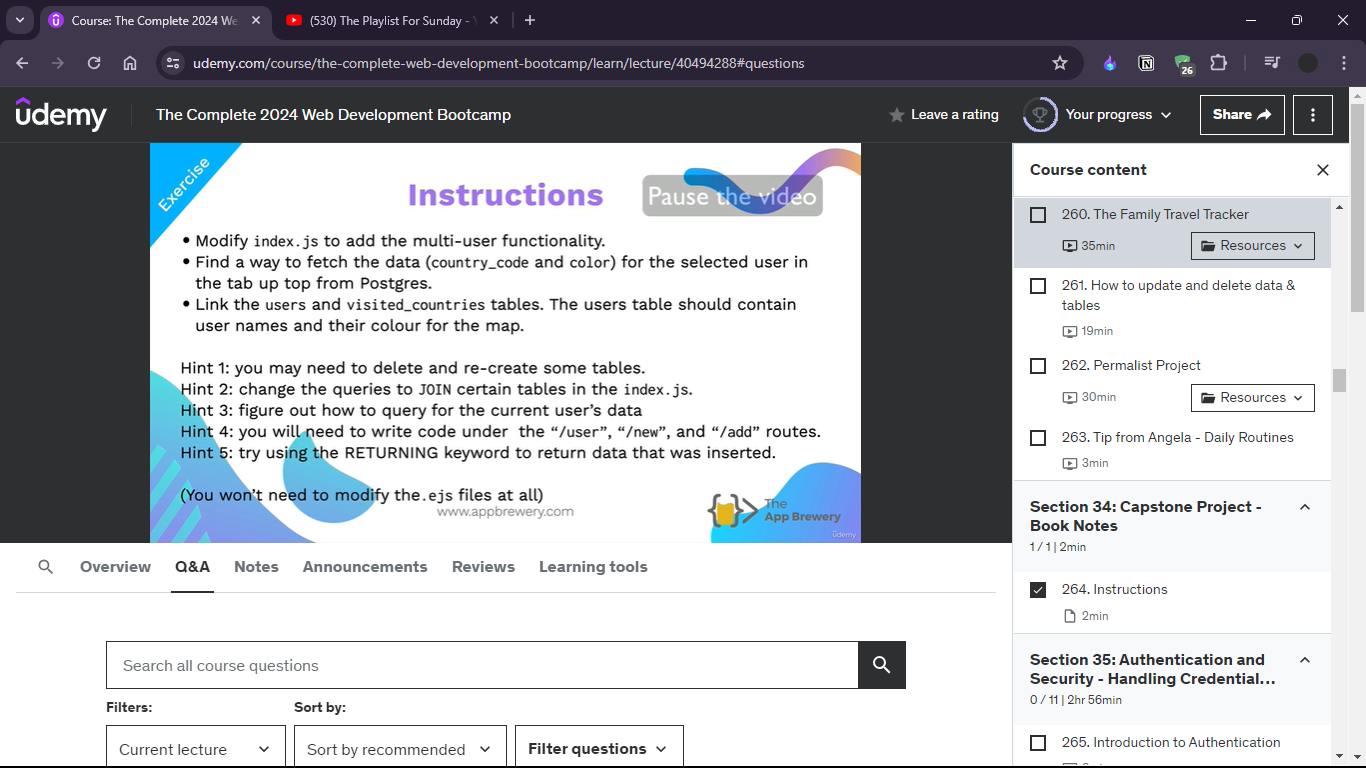 Course: The Complete 2024 We
(530) The Playlist For Sunday - Y
udemy.com/course/the-complete-web-development-bootcamp/learn/lecture/40494288#questions
26
udemy
The Complete 2024 Web Development Bootcamp
Leave a rating
Your progress
Share
Exercise
Instructions
Pause the video
• Modify index.js to add the multi-user functionality.
• Find a way to fetch the data (country_code and color) for the selected user in
the tab up top from Postgres.
• Link the users and visited_countries tables. The users table should contain
user names and their colour for the map.
Hint 1: you may need to delete and re-create some tables.
Hint 2: change the queries to JOIN certain tables in the index.js.
Hint 3: figure out how to query for the current user’s data
Hint 4: you will need to write code under the “/user”, “/new”, and “/add” routes.
Hint 5: try using the RETURNING keyword to return data that was inserted.
(You won’t need to modify the.ejs files at all)
www.appbrewery.com
The
App Brewery
udemy
Course content
260. The Family Travel Tracker
35min
Resources
261. How to update and delete data &
tables
19min
262. Permalist Project
30min
Resources
263. Tip from Angela - Daily Routines
3min
Section 34: Capstone Project -
Book Notes
1 / 1 | 2min
264. Instructions
2min
Section 35: Authentication and
Security - Handling Credential...
0 / 11 | 2hr 56min
265. Introduction to Authentication
Overview
Q&A
Notes
Announcements
Reviews
Learning tools
Search all course questions
Filters:
Sort by:
Current lecture
Sort by recommended
Filter questions